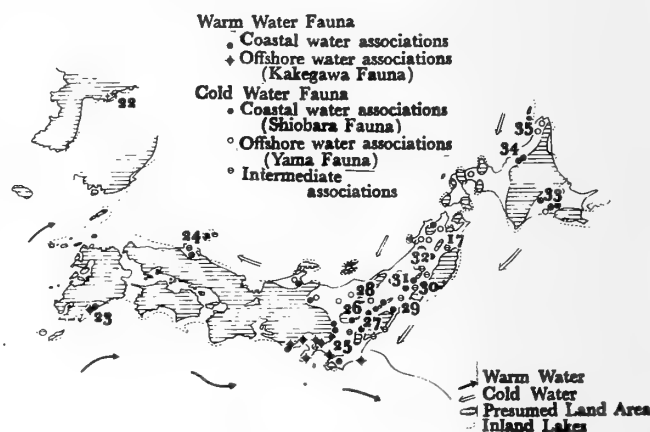 Warm Water Fauna
Coastal water associations
Offshore water associations
(Kakegawa Fauna)
Cold Water Fauna
Coastal water associations
(Shiobara Fauna)
Offshore water associations
(Yama Fauna)
Intermediate
associations
22
35
34
33
24
32
17
31
30
28
26
29
27
23
25
Warm Water
Cold Water
Presumed Land Area
Inland Lakes